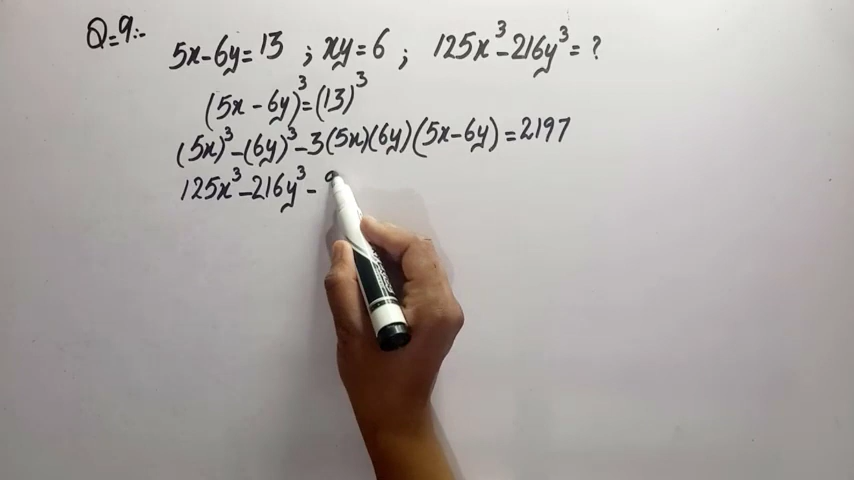 Q=9:-
5x-6y=13 ; xy=6 ; 125x³-216y³=?
(5x-6y)³=(13)³
(5x)³-(6y)³-3(5x)(6y)(5x-6y)=2197
125x³-216y³-